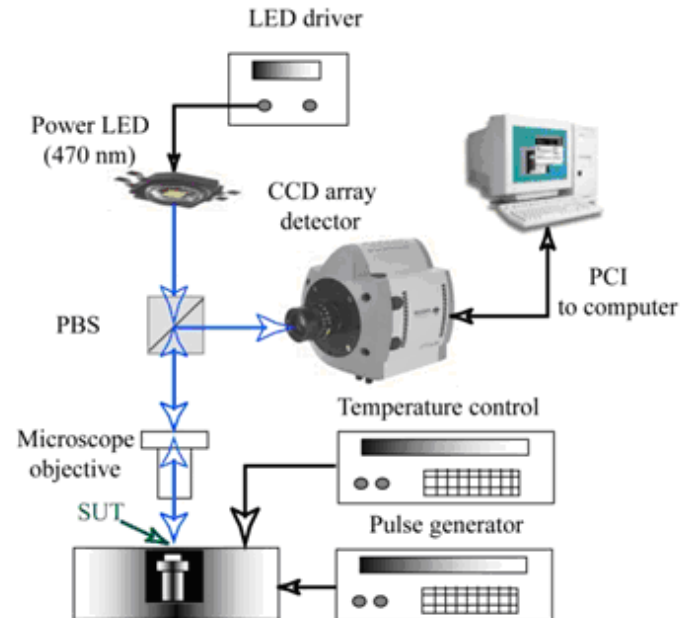 LED driver
Power LED
(470 nm)
CCD array
detector
PBS
PCI
to computer
Temperature control
Microscope
objective
SUT
Pulse generator